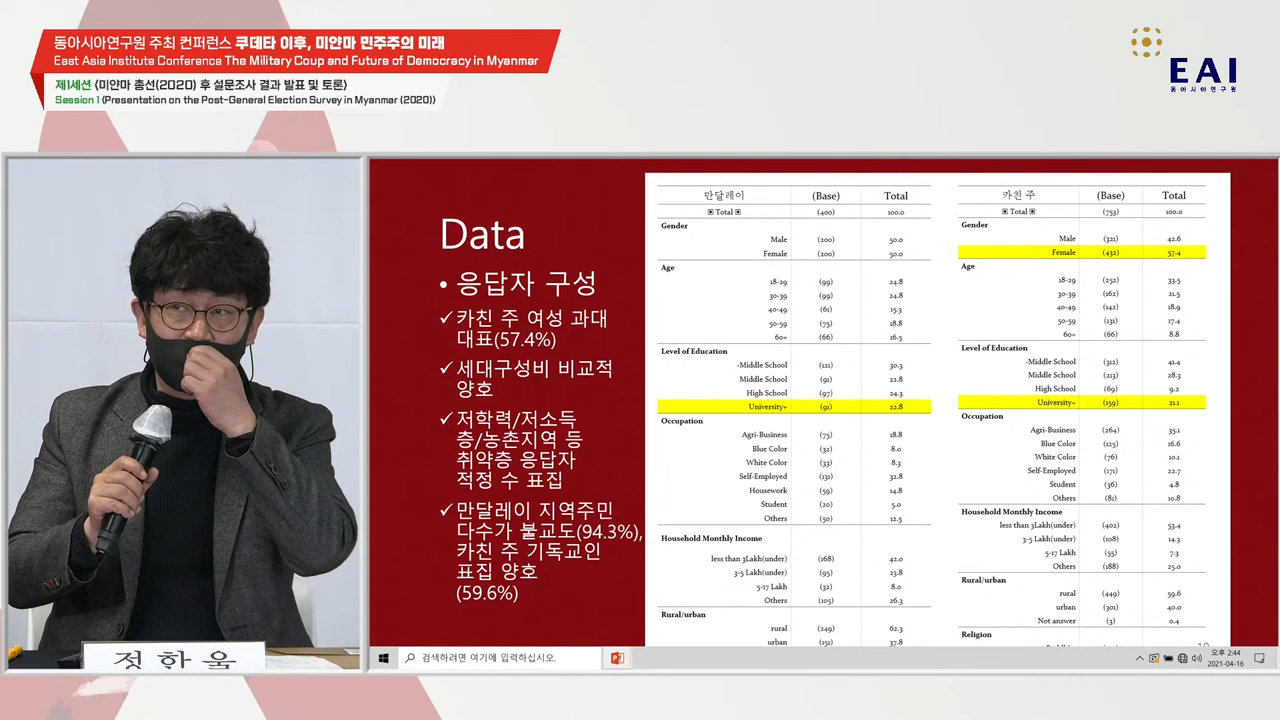 동아시아연구원 주최 컨퍼런스 쿠데타 이후, 미얀마 민주주의 미래
East Asia Institute Conference The Military Coup and Future of Democracy in Myanmar
제1세션 〈미얀마 총선(2020) 후 설문조사 결과 발표 및 토론〉
Session 1 (Presentation on the Post-General Election Survey in Myanmar (2020))
EAI
동아시아연구원
정한울
Data
• 응답자 구성
✓ 카친 주 여성 과대
대표(57.4%)
✓ 세대구성비 비교적
양호
✓ 저학력/저소득
층/농촌지역 등
취약층 응답자
적정 수 표집
✓ 만달레이 지역주민
다수가 불교도(94.3%),
카친 주 기독교인
표집 양호
(59.6%)
만달레이 (Base) Total
▣ Total ▣ (400) 100.0
Gender
Male (200) 50.0
Female (200) 50.0
Age
18-29 (99) 24.8
30-39 (99) 24.8
40-49 (61) 15.3
50-59 (75) 18.8
60+ (66) 16.5
Level of Education
-Middle School (121) 30.3
Middle School (91) 22.8
High School (97) 24.3
University+ (91) 22.8
Occupation
Agri-Business (75) 18.8
Blue Color (32) 8.0
White Color (33) 8.3
Self-Employed (131) 32.8
Housework (59) 14.8
Student (20) 5.0
Others (50) 12.5
Household Monthly Income
less than 3Lakh(under) (168) 42.0
3-5 Lakh(under) (95) 23.8
5-17 Lakh (32) 8.0
Others (105) 26.3
Rural/urban
rural (249) 62.3
urban (151) 37.8
카친 주 (Base) Total
▣ Total ▣ (753) 100.0
Gender
Male (321) 42.6
Female (432) 57.4
Age
18-29 (252) 33.5
30-39 (162) 21.5
40-49 (142) 18.9
50-59 (131) 17.4
60+ (66) 8.8
Level of Education
-Middle School (312) 41.4
Middle School (213) 28.3
High School (69) 9.2
University+ (159) 21.1
Occupation
Agri-Business (264) 35.1
Blue Color (125) 16.6
White Color (76) 10.1
Self-Employed (171) 22.7
Student (36) 4.8
Others (81) 10.8
Household Monthly Income
less than 3Lakh(under) (402) 53.4
3-5 Lakh(under) (108) 14.3
5-17 Lakh (55) 7.3
Others (188) 25.0
Rural/urban
rural (449) 59.6
urban (301) 40.0
Not answer (3) 0.4
Religion
검색하려면 여기에 입력하십시오.
오후 2:44
2021-04-16